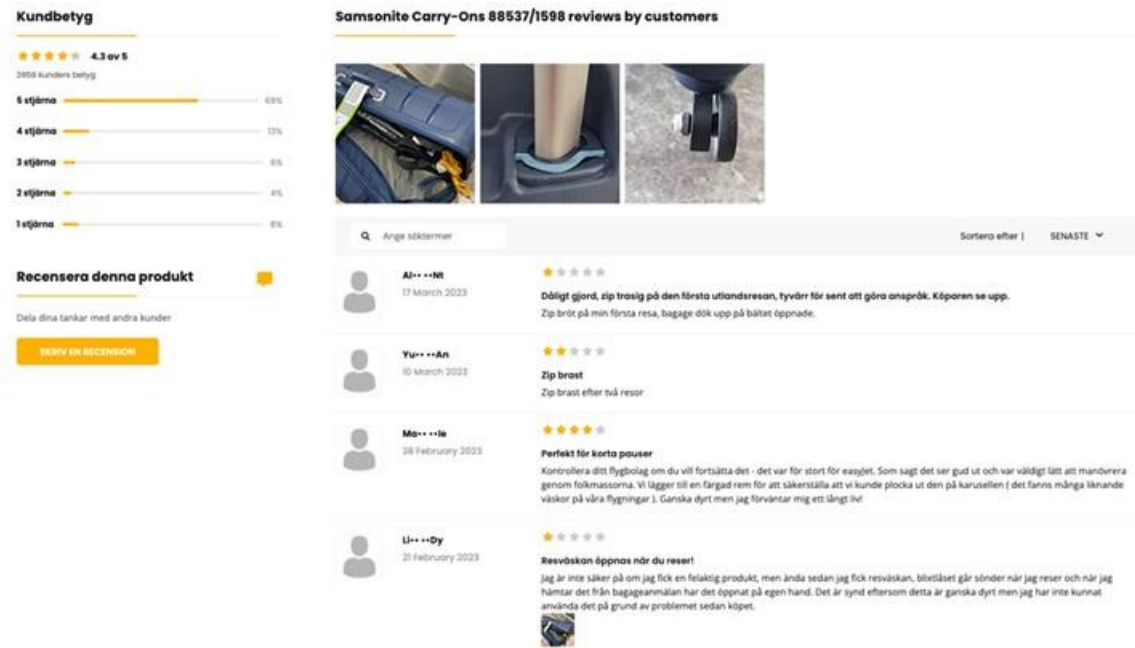 Kundbetyg
4.3 av 5
2656 kunders betyg
5 stjärna 69%
4 stjärna 13%
3 stjärna 6%
2 stjärna 4%
1 stjärna 8%
Recensera denna produkt
Dela dina tankar med andra kunder
SKRIV EN RECENSION
Samsonite Carry-Ons 88537/1598 reviews by customers
Ange söktermer
Sortera efter | SENASTE
Al•• ••Nt
17 March 2023
Dåligt gjord, zip trasig på den första utlandsresan, tyvärr för sent att göra anspråk. Köparen se upp.
Zip bröt på min första resa, bagage dök upp på bältet öppnade.
Yu•• ••An
10 March 2023
Zip brast
Zip brast efter två resor
Ma•• ••le
28 February 2023
Perfekt för korta pauser
Kontrollera ditt flygbolag om du vill fortsätta det - det var för stort för easyJet. Som sagt det ser gud ut och var väldigt lätt att manövrera
genom folkmassorna. Vi lägger till en färgad rem för att säkerställa att vi kunde plocka ut den på karusellen ( det fanns många liknande
väskor på våra flygningar ). Ganska dyrt men jag förväntar mig ett långt liv!
Li•• ••Dy
21 February 2023
Resväskan öppnas när du reser!
Jag är inte säker på om jag fick en felaktig produkt, men ända sedan jag fick resväskan, blixtlåset går sönder när jag reser och när jag
hämtar det från bagageanmälan har det öppnat på egen hand. Det är synd eftersom detta är ganska dyrt men jag har inte kunnat
använda det på grund av problemet sedan köpet.